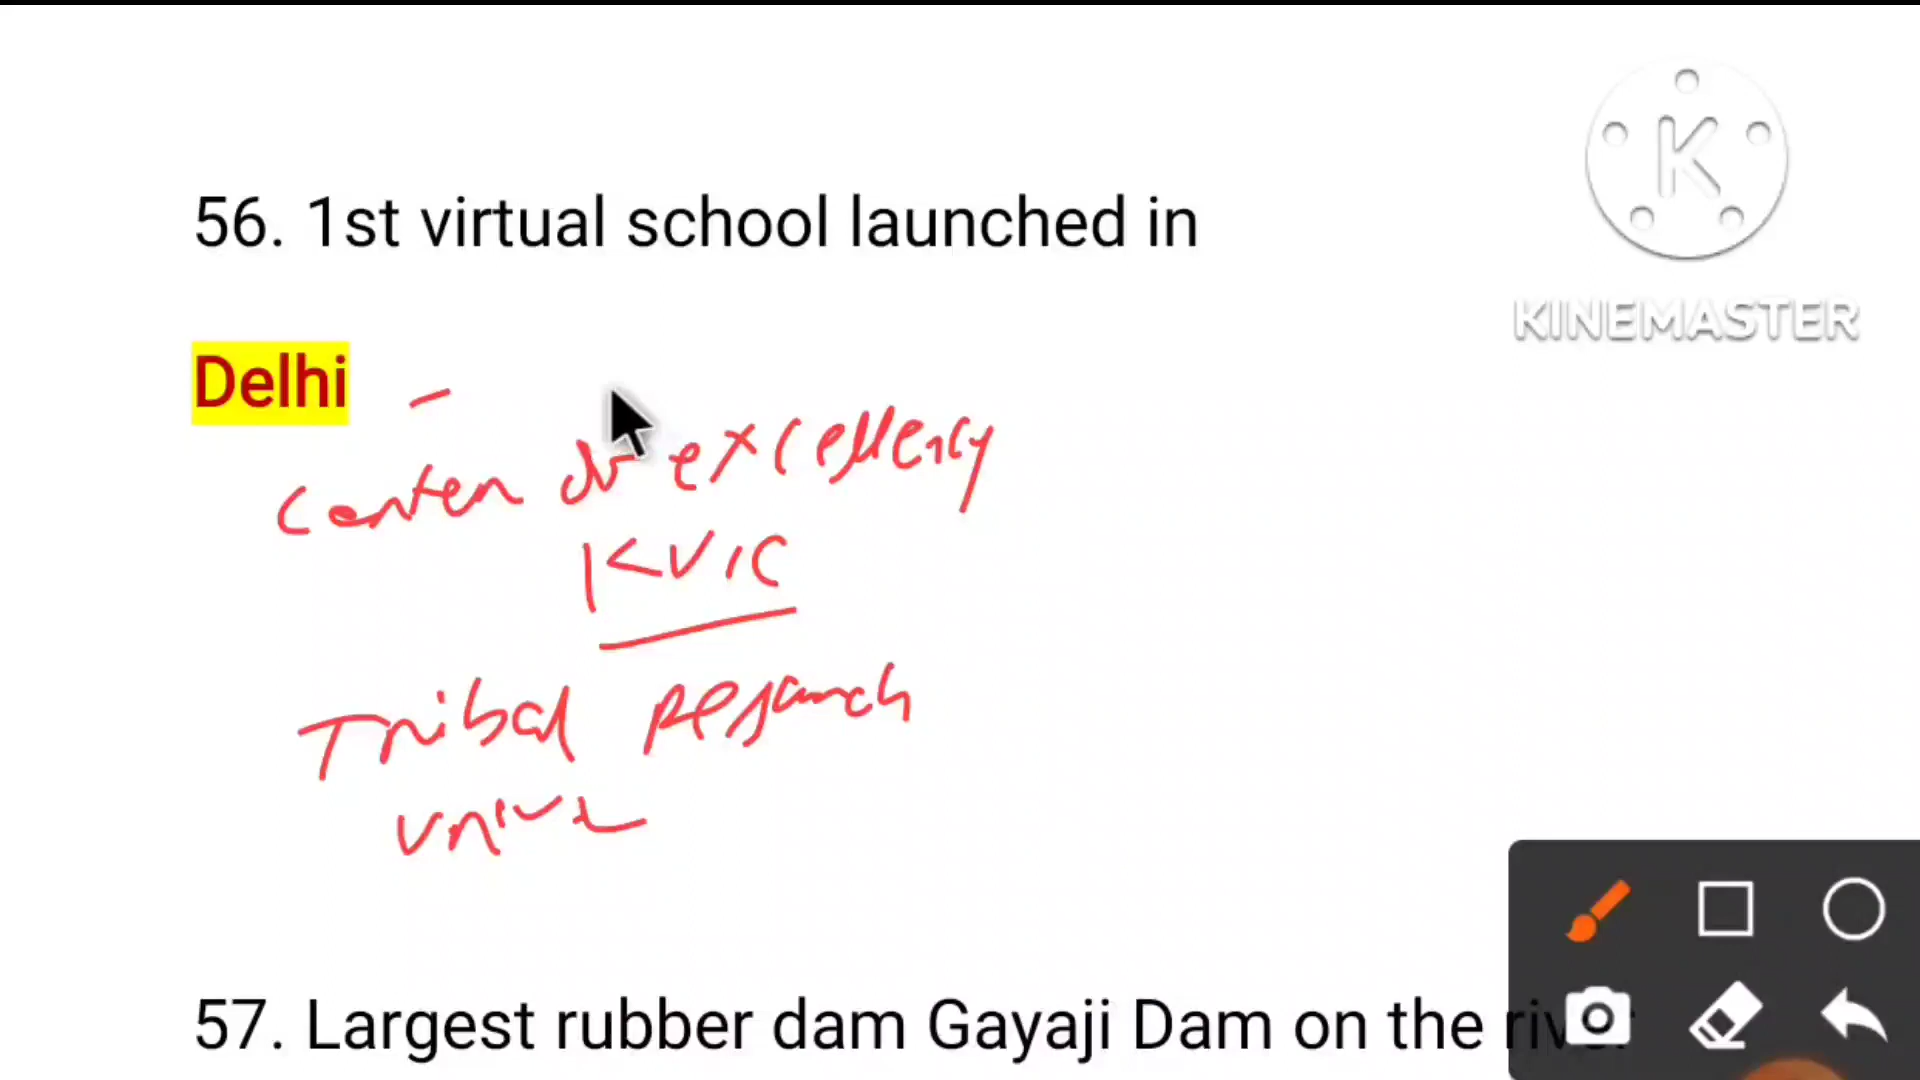 56. 1st virtual school launched in
KINEMASTER
Delhi
Center of excellency
KVIC
Tribal Research
57. Largest rubber dam Gayaji Dam on the river